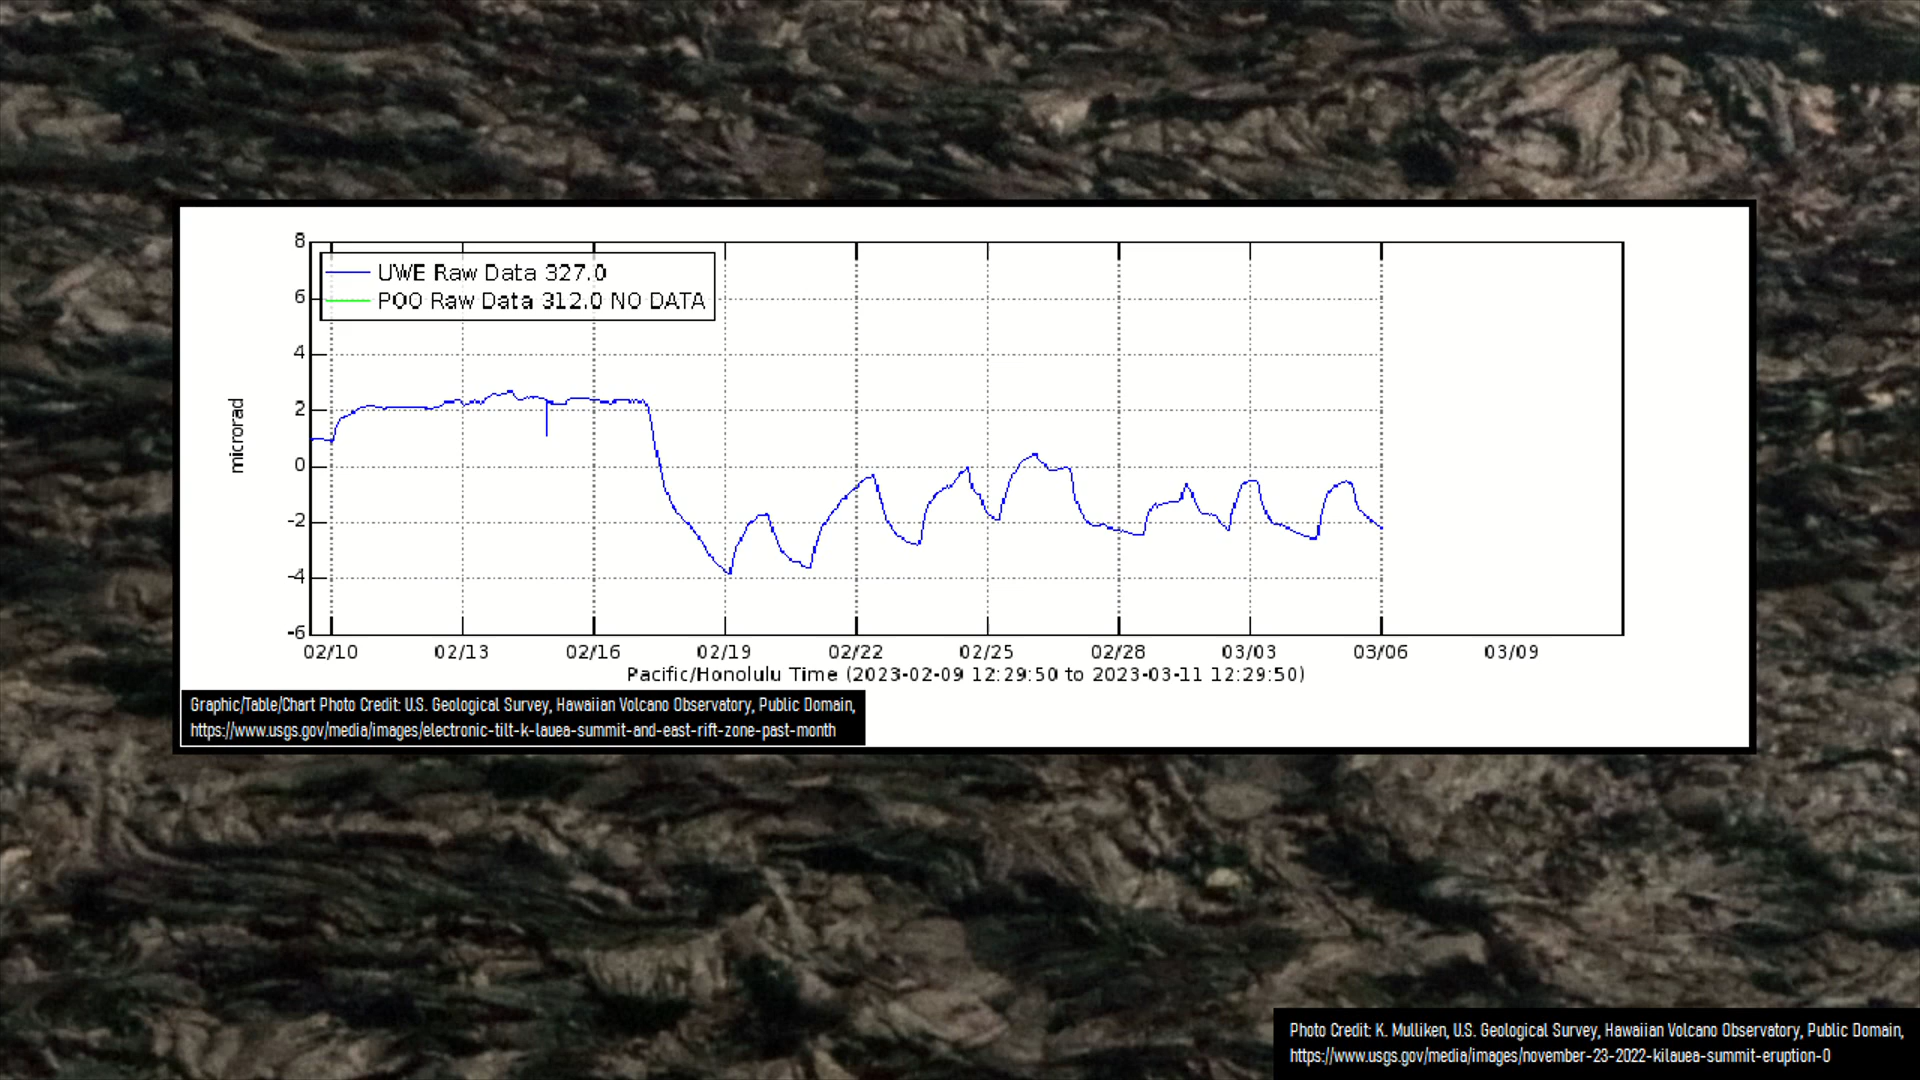 8
UWE Raw Data 327.0
6
POO Raw Data 312.0 NO DATA
4
microrad
2
0
-2
-4
-6
02/10 02/13 02/16 02/19 02/22 02/25 02/28 03/03 03/06 03/09
Pacific/Honolulu Time (2023-02-09 12:29:50 to 2023-03-11 12:29:50)
Graphic/Table/Chart Photo Credit: U.S. Geological Survey, Hawaiian Volcano Observatory, Public Domain,
https://www.usgs.gov/media/images/electronic-tilt-k-lauea-summit-and-east-rift-zone-past-month
Photo Credit: K. Mulliken, U.S. Geological Survey, Hawaiian Volcano Observatory, Public Domain,
https://www.usgs.gov/media/images/november-23-2022-kilauea-summit-eruption-0